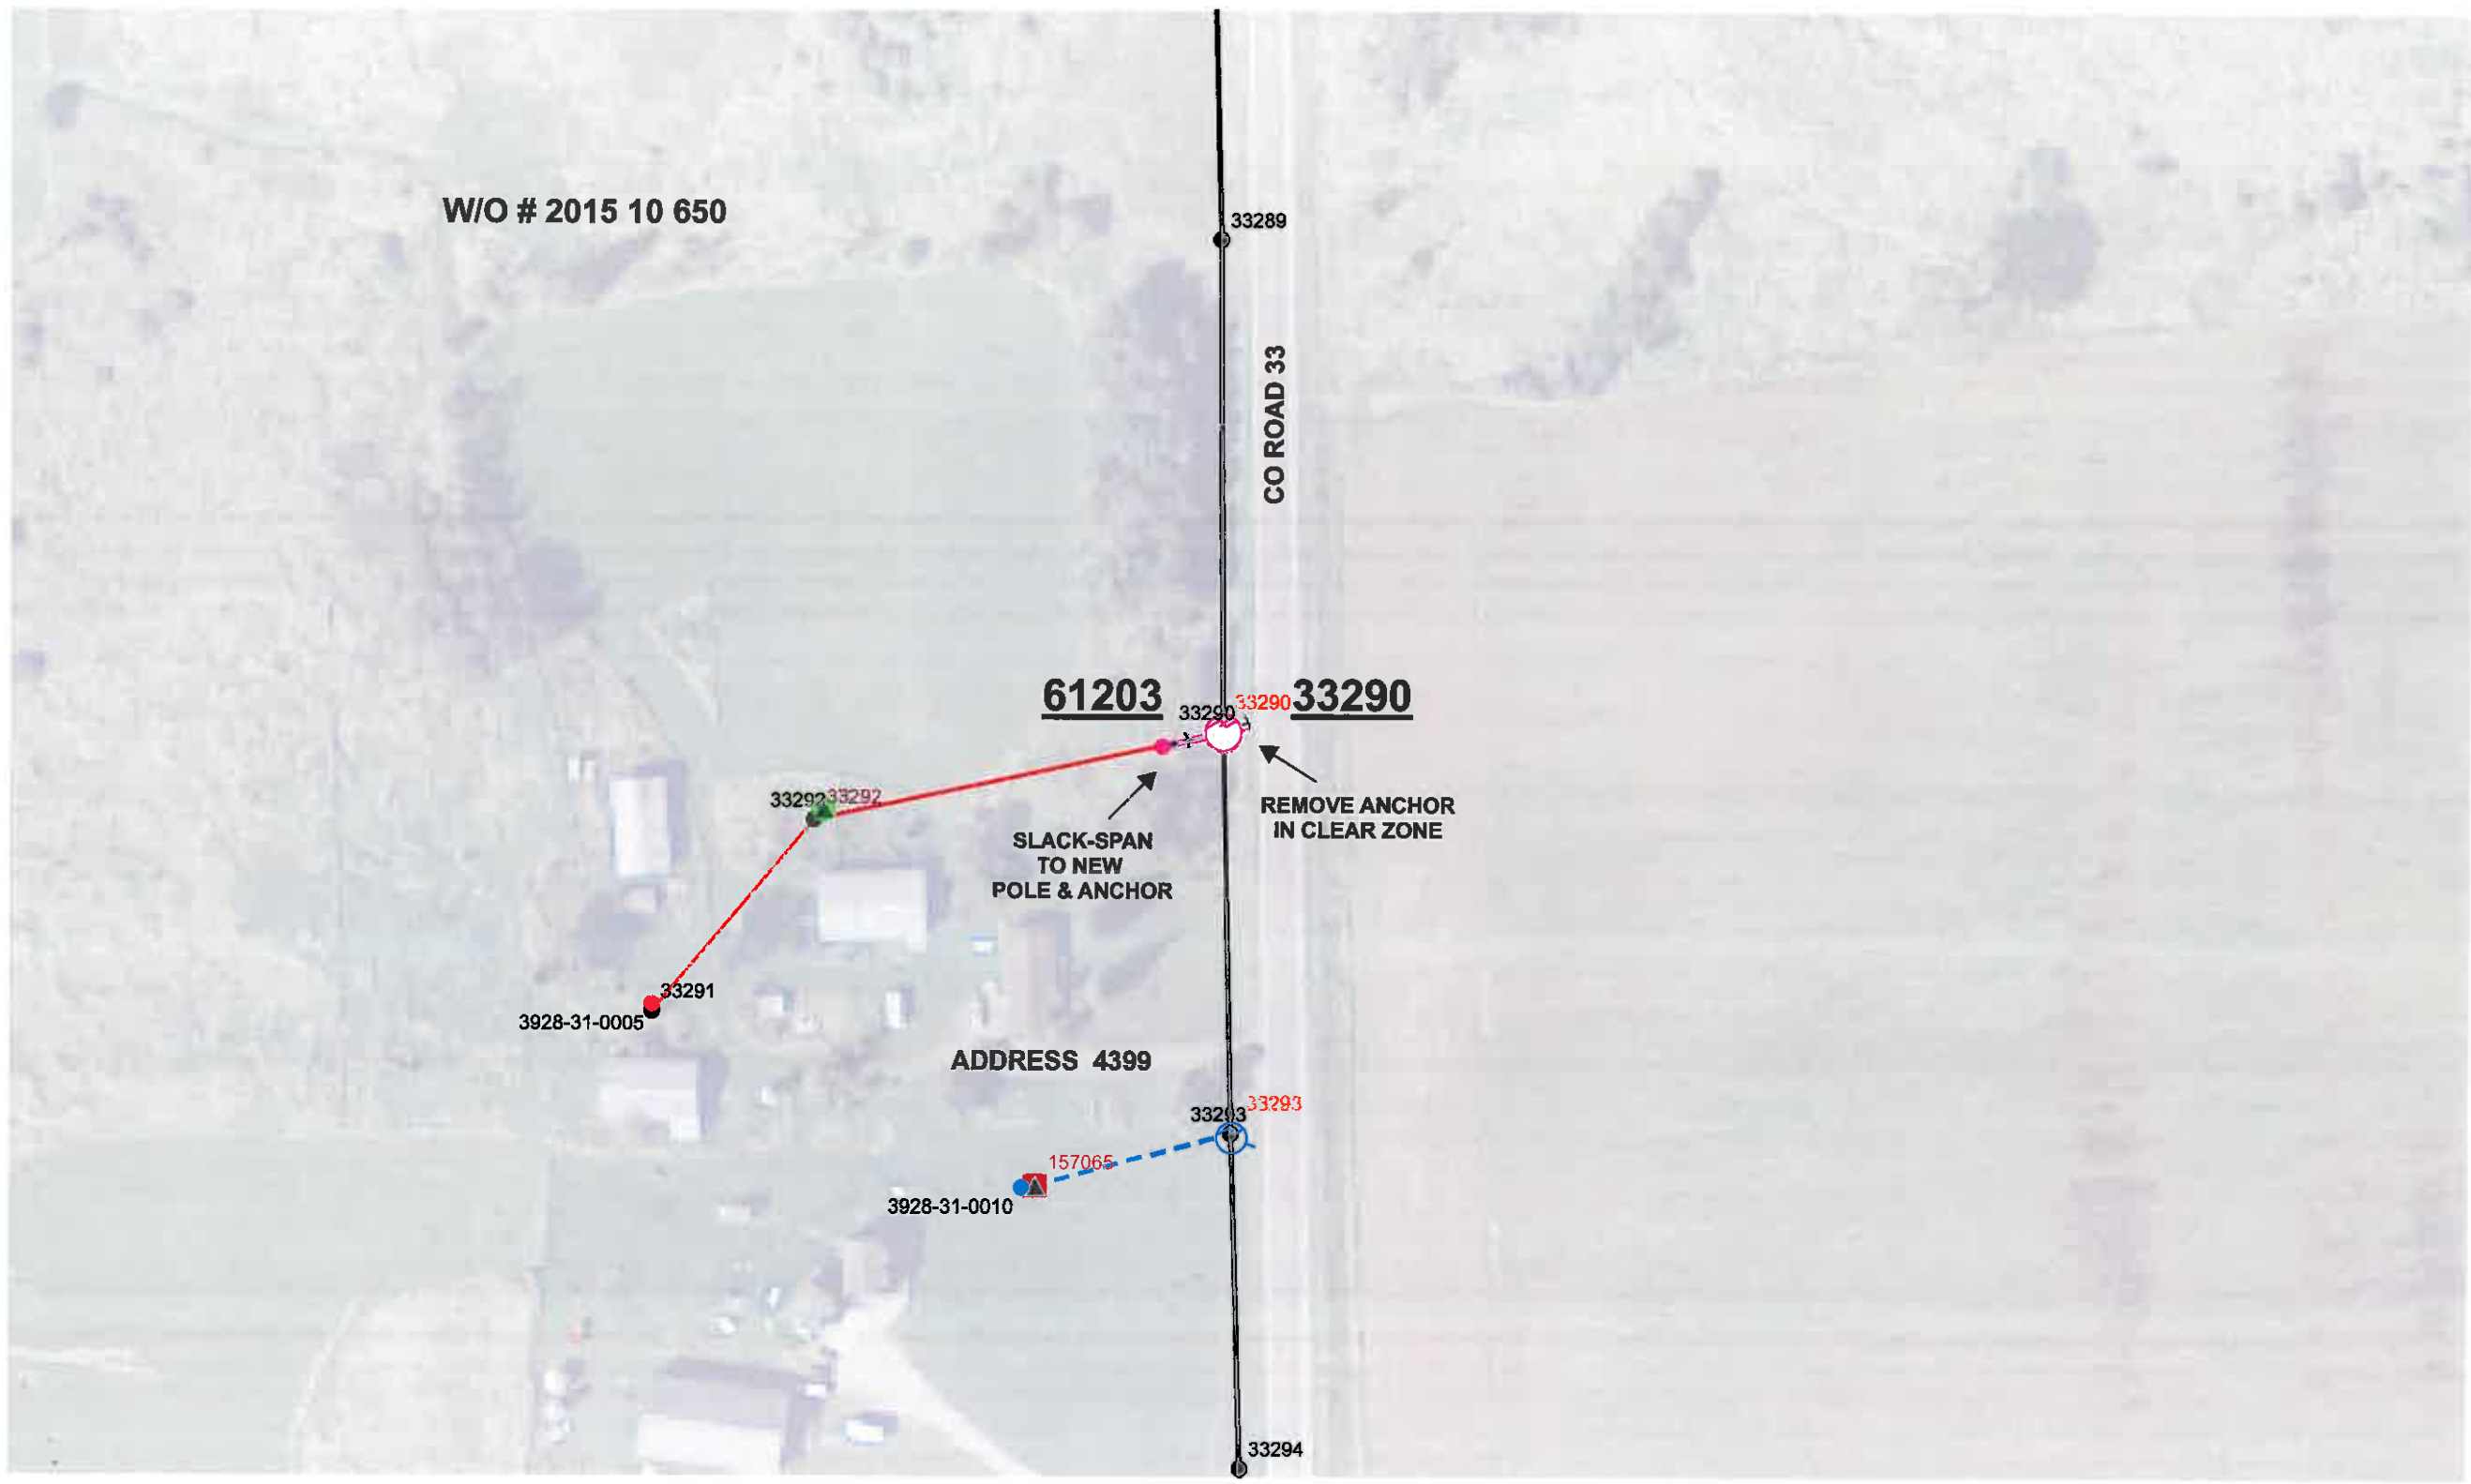 W/O # 2015 10 650
33289
CO ROAD 33
61203
33290
33290
33290
33292
33292
SLACK-SPAN
TO NEW
POLE & ANCHOR
REMOVE ANCHOR
IN CLEAR ZONE
33291
3928-31-0005
ADDRESS 4399
33293
33293
157065
3928-31-0010
33294